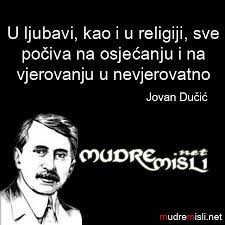 U ljubavi, kao i u religiji, sve
počiva na osjećanju i na
vjerovanju u nevjerovatno
Jovan Dučić
MUDRE.net
MISLI
mudremisli.net